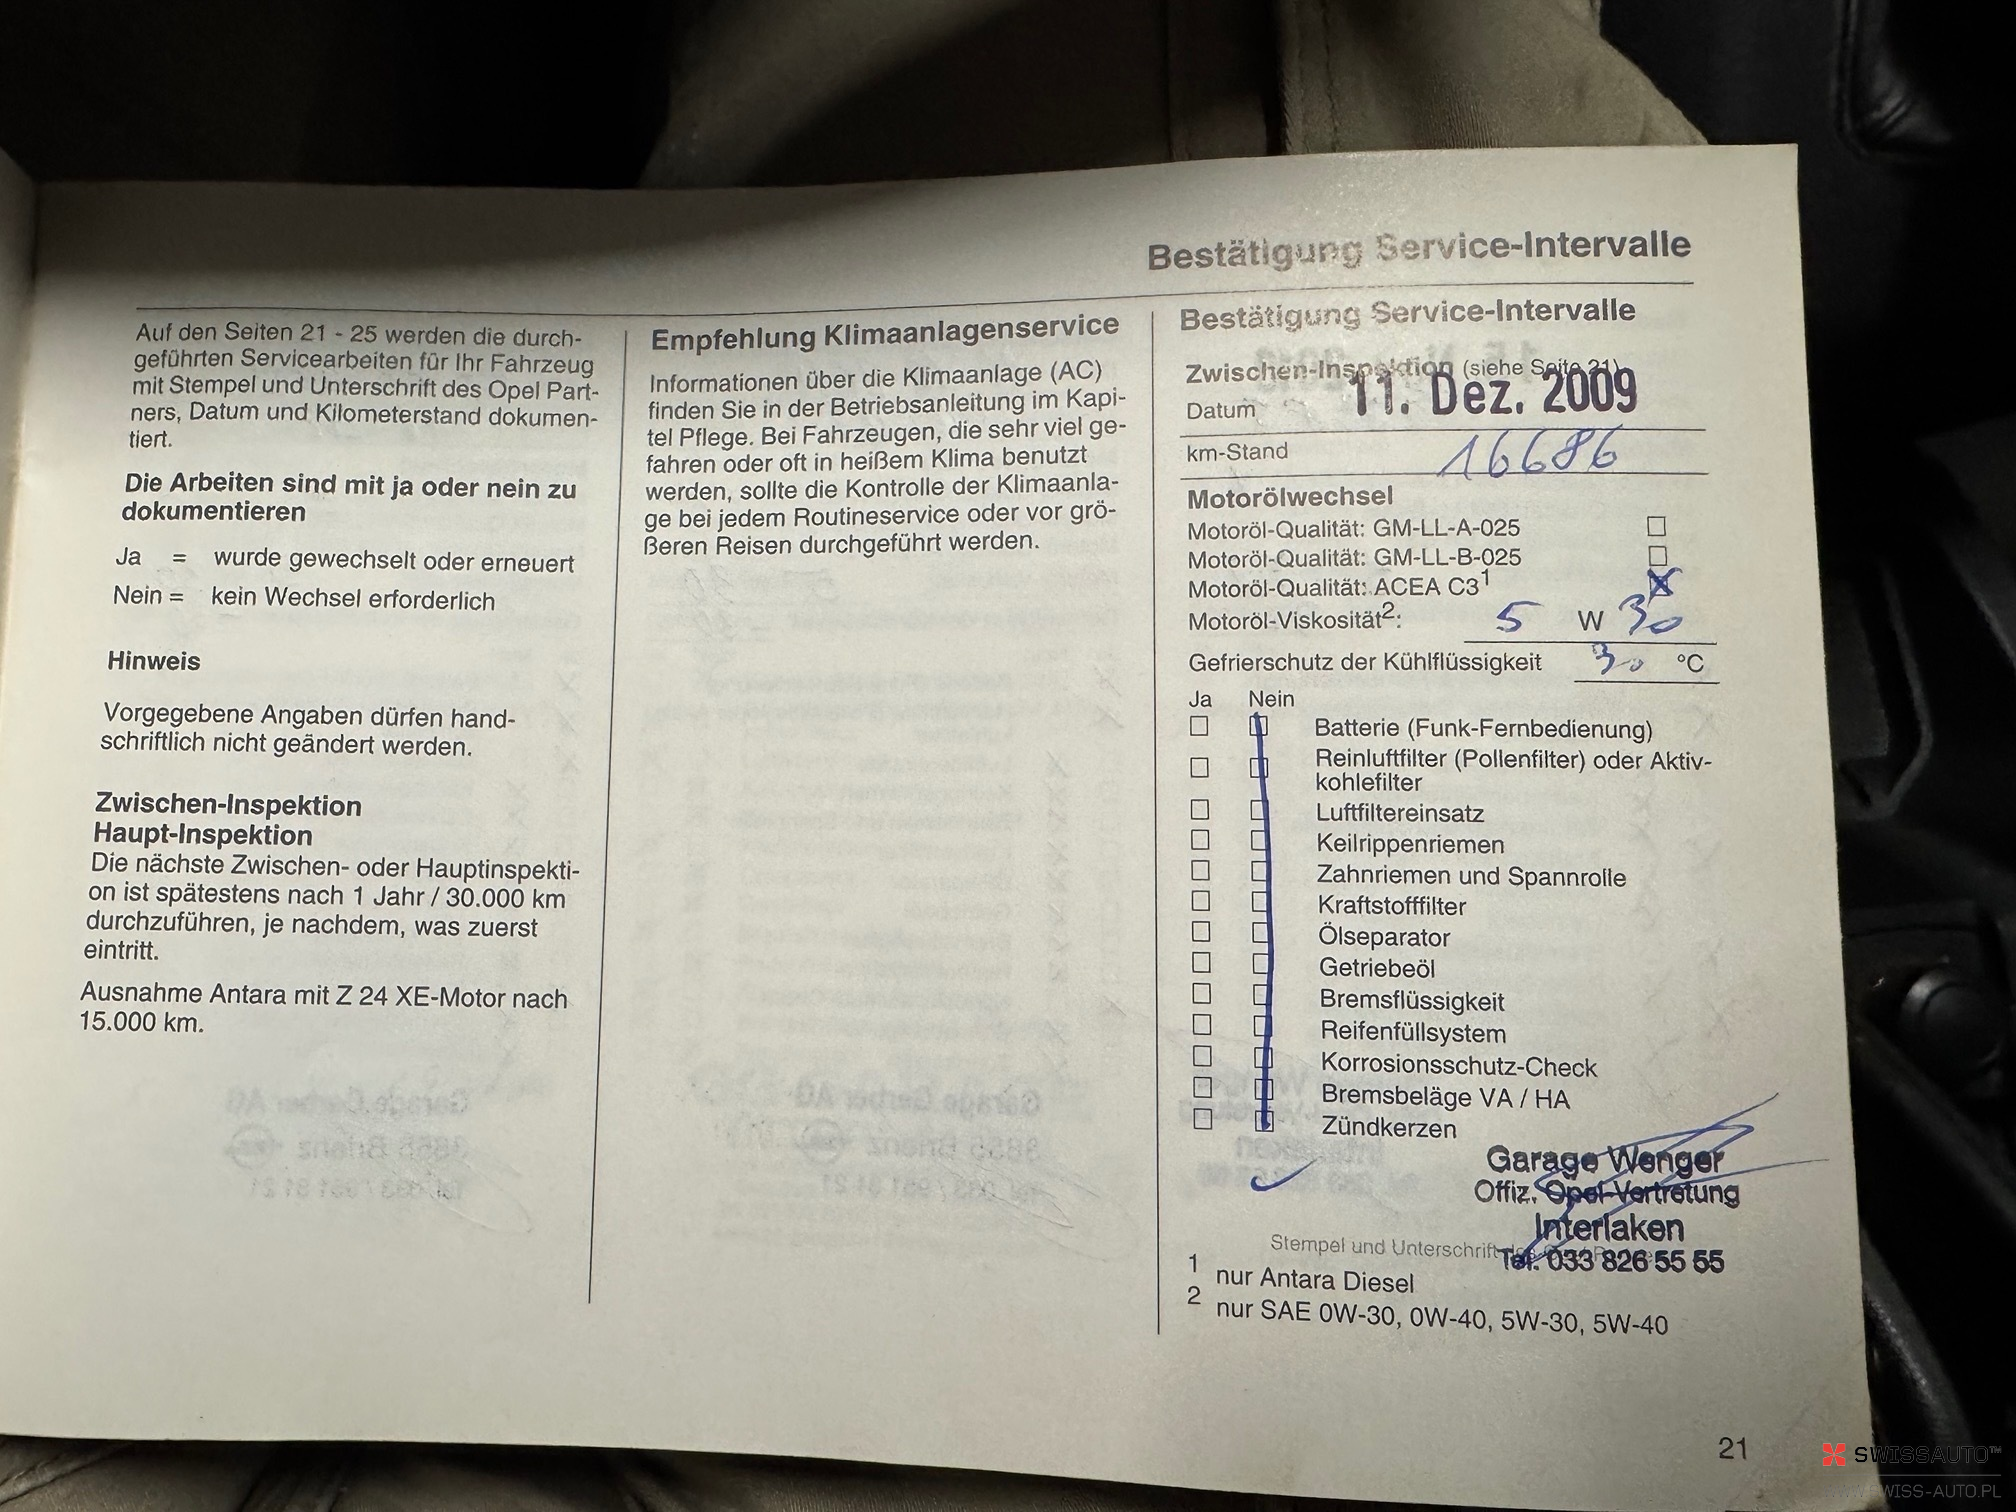 Bestätigung Service-Intervalle
Auf den Seiten 21 - 25 werden die durch-
geführten Servicearbeiten für Ihr Fahrzeug
mit Stempel und Unterschrift des Opel Part-
ners, Datum und Kilometerstand dokumen-
tiert.
Die Arbeiten sind mit ja oder nein zu
dokumentieren
Ja = wurde gewechselt oder erneuert
Nein = kein Wechsel erforderlich
Hinweis
Vorgegebene Angaben dürfen hand-
schriftlich nicht geändert werden.
Zwischen-Inspektion
Haupt-Inspektion
Die nächste Zwischen- oder Hauptinspekti-
on ist spätestens nach 1 Jahr / 30.000 km
durchzuführen, je nachdem, was zuerst
eintritt.
Ausnahme Antara mit Z 24 XE-Motor nach
15.000 km.
Empfehlung Klimaanlagenservice
Informationen über die Klimaanlage (AC)
finden Sie in der Betriebsanleitung im Kapi-
tel Pflege. Bei Fahrzeugen, die sehr viel ge-
fahren oder oft in heißem Klima benutzt
werden, sollte die Kontrolle der Klimaanla-
ge bei jedem Routineservice oder vor grö-
ßeren Reisen durchgeführt werden.
Bestätigung Service-Intervalle
Zwischen-Inspektion (siehe Seite 21)
Datum 11. Dez. 2009
km-Stand 16686
Motorölwechsel
Motoröl-Qualität: GM-LL-A-025
Motoröl-Qualität: GM-LL-B-025
Motoröl-Qualität: ACEA C3 1
Motoröl-Viskosität2: 5 W 30
Gefrierschutz der Kühlflüssigkeit 30 °C
Ja Nein
Batterie (Funk-Fernbedienung)
Reinluftfilter (Pollenfilter) oder Aktiv-
kohlefilter
Luftfiltereinsatz
Keilrippenriemen
Zahnriemen und Spannrolle
Kraftstofffilter
Ölseparator
Getriebeöl
Bremsflüssigkeit
Reifenfüllsystem
Korrosionsschutz-Check
Bremsbeläge VA / HA
Zündkerzen
Garage Wenger
Offiz. Opel-Vertretung
Interlaken
Tel. 033 826 55 55
Stempel und Unterschrift des
1 nur Antara Diesel
2 nur SAE 0W-30, 0W-40, 5W-30, 5W-40
21
SWISSAUTO™
WWW.SWISS-AUTO.PL